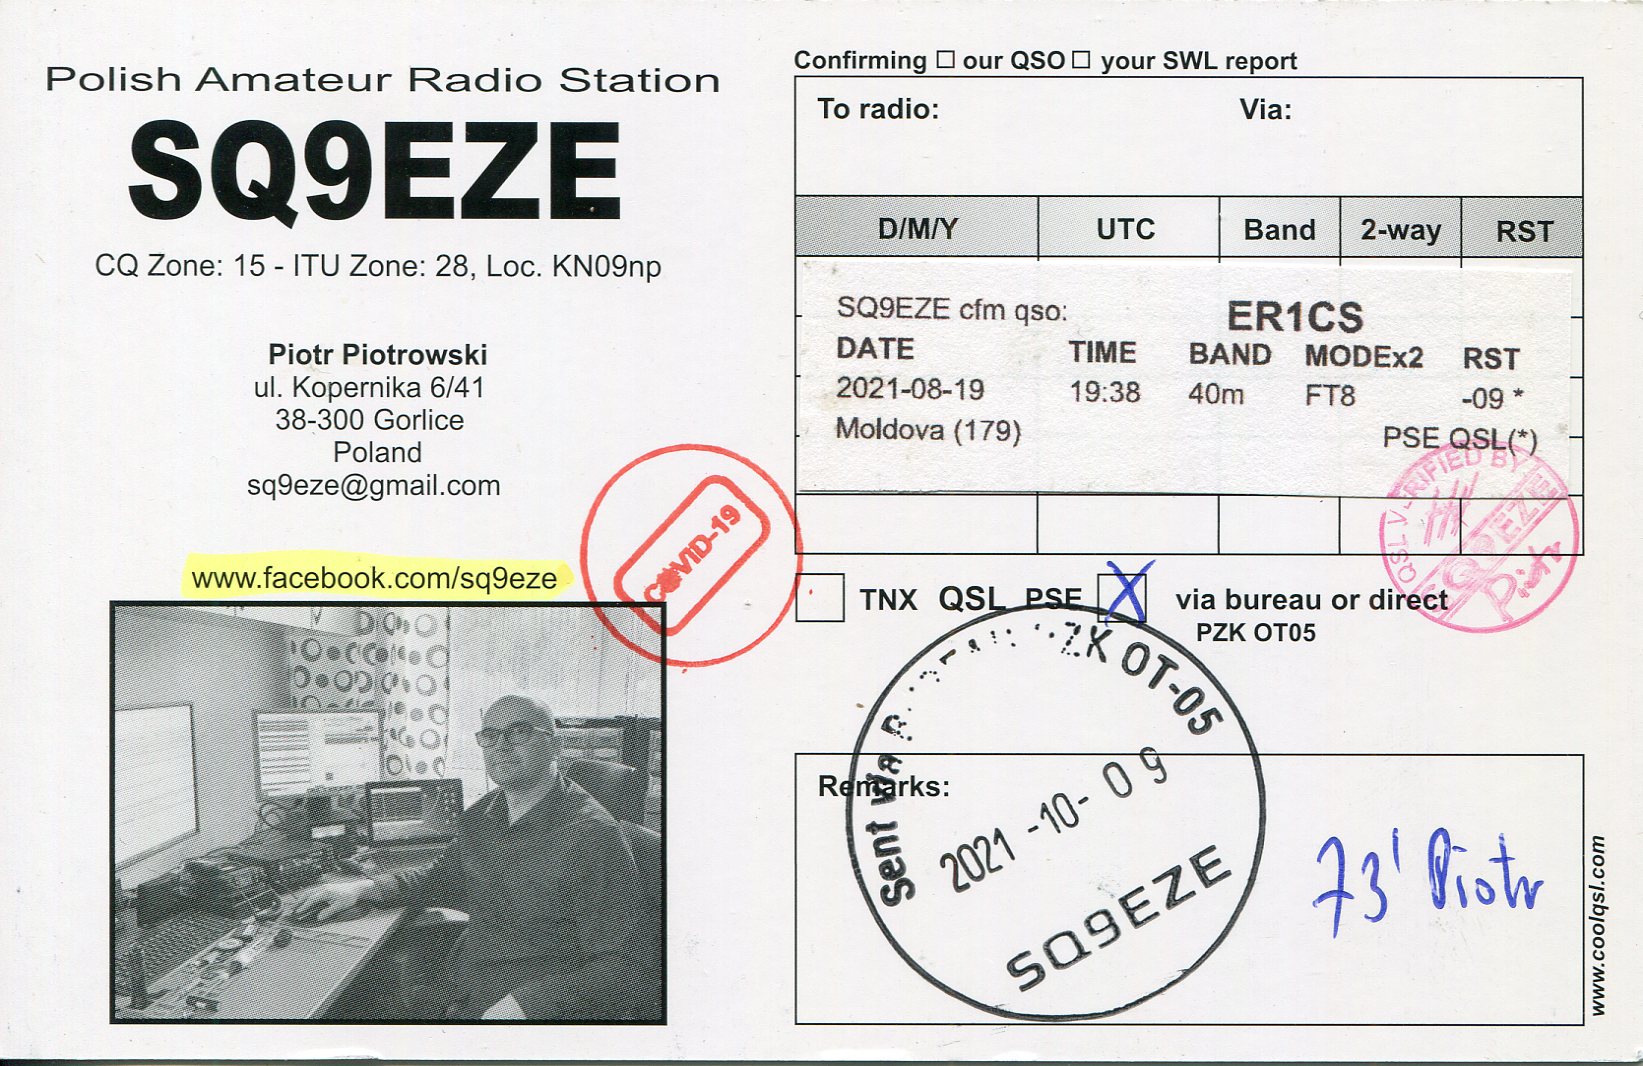 Polish Amateur Radio Station
SQ9EZE
CQ Zone: 15 - ITU Zone: 28, Loc. KN09np
Piotr Piotrowski
ul. Kopernika 6/41
38-300 Gorlice
Poland
sq9eze@gmail.com
www.facebook.com/sq9eze
COVID-19
Confirming □ our QSO □ your SWL report
To radio: Via:
D/M/Y UTC Band 2-way RST
SQ9EZE cfm qso: ER1CS
DATE TIME BAND MODEx2 RST
2021-08-19 19:38 40m FT8 -09 *
Moldova (179) PSE QSL(*)
QSL VERIFIED BY
SQ9EZE
Piotr
TNX QSL PSE X via bureau or direct
PZK OT05
Sent via PZK OT-05
2021-10-09
SQ9EZE
Remarks:
73' Piotr
www.coolqsl.com